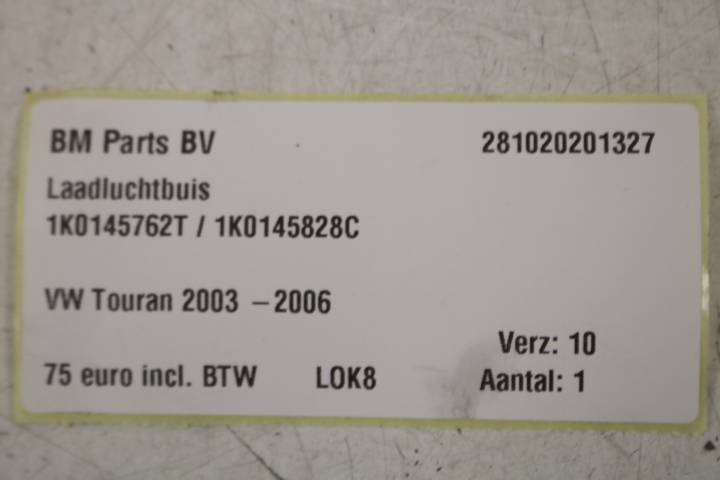 BM Parts BV 281020201327
Laadluchtbuis
1K0145762T / 1K0145828C
VW Touran 2003 – 2006
Verz: 10
75 euro incl. BTW LOK8 Aantal: 1